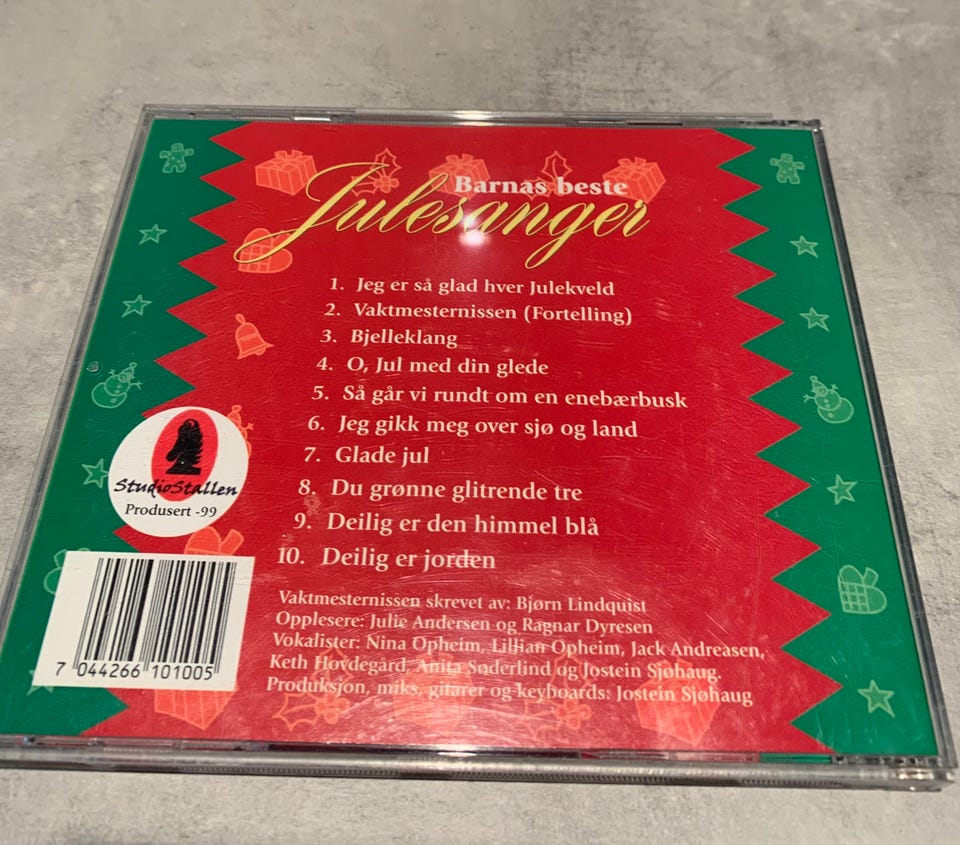 Barnas beste
Julesanger
1. Jeg er så glad hver Julekveld
2. Vaktmesternissen (Fortelling)
3. Bjelleklang
4. O, Jul med din glede
5. Så går vi rundt om en enebærbusk
6. Jeg gikk meg over sjø og land
7. Glade jul
8. Du grønne glitrende tre
9. Deilig er den himmel blå
10. Deilig er jorden
StudioStallen
Produsert -99
Vaktmesternissen skrevet av: Bjørn Lindquist
Opplesere: Julie Andersen og Ragnar Dyresen
Vokalister: Nina Opheim, Lillian Opheim, Jack Andreasen,
Keth Hovdegård, Anita Søderlind og Jostein Sjøhaug.
Produksjon, miks, gitarer og keyboards: Jostein Sjøhaug
7 044266 101005